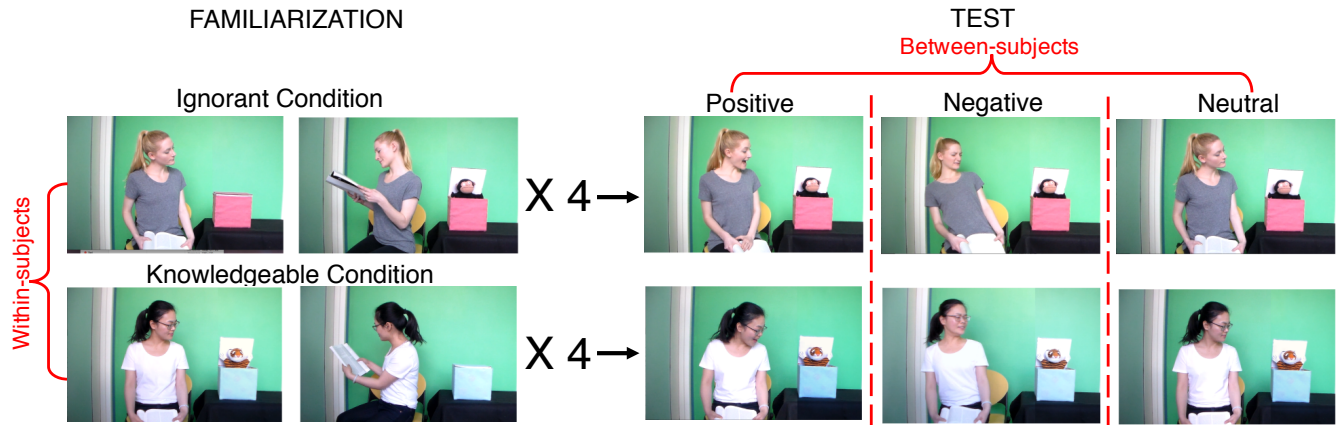 FAMILIARIZATION
TEST
Between-subjects
Ignorant Condition
Positive
Negative
Neutral
X 4
Within-subjects
Knowledgeable Condition
X 4